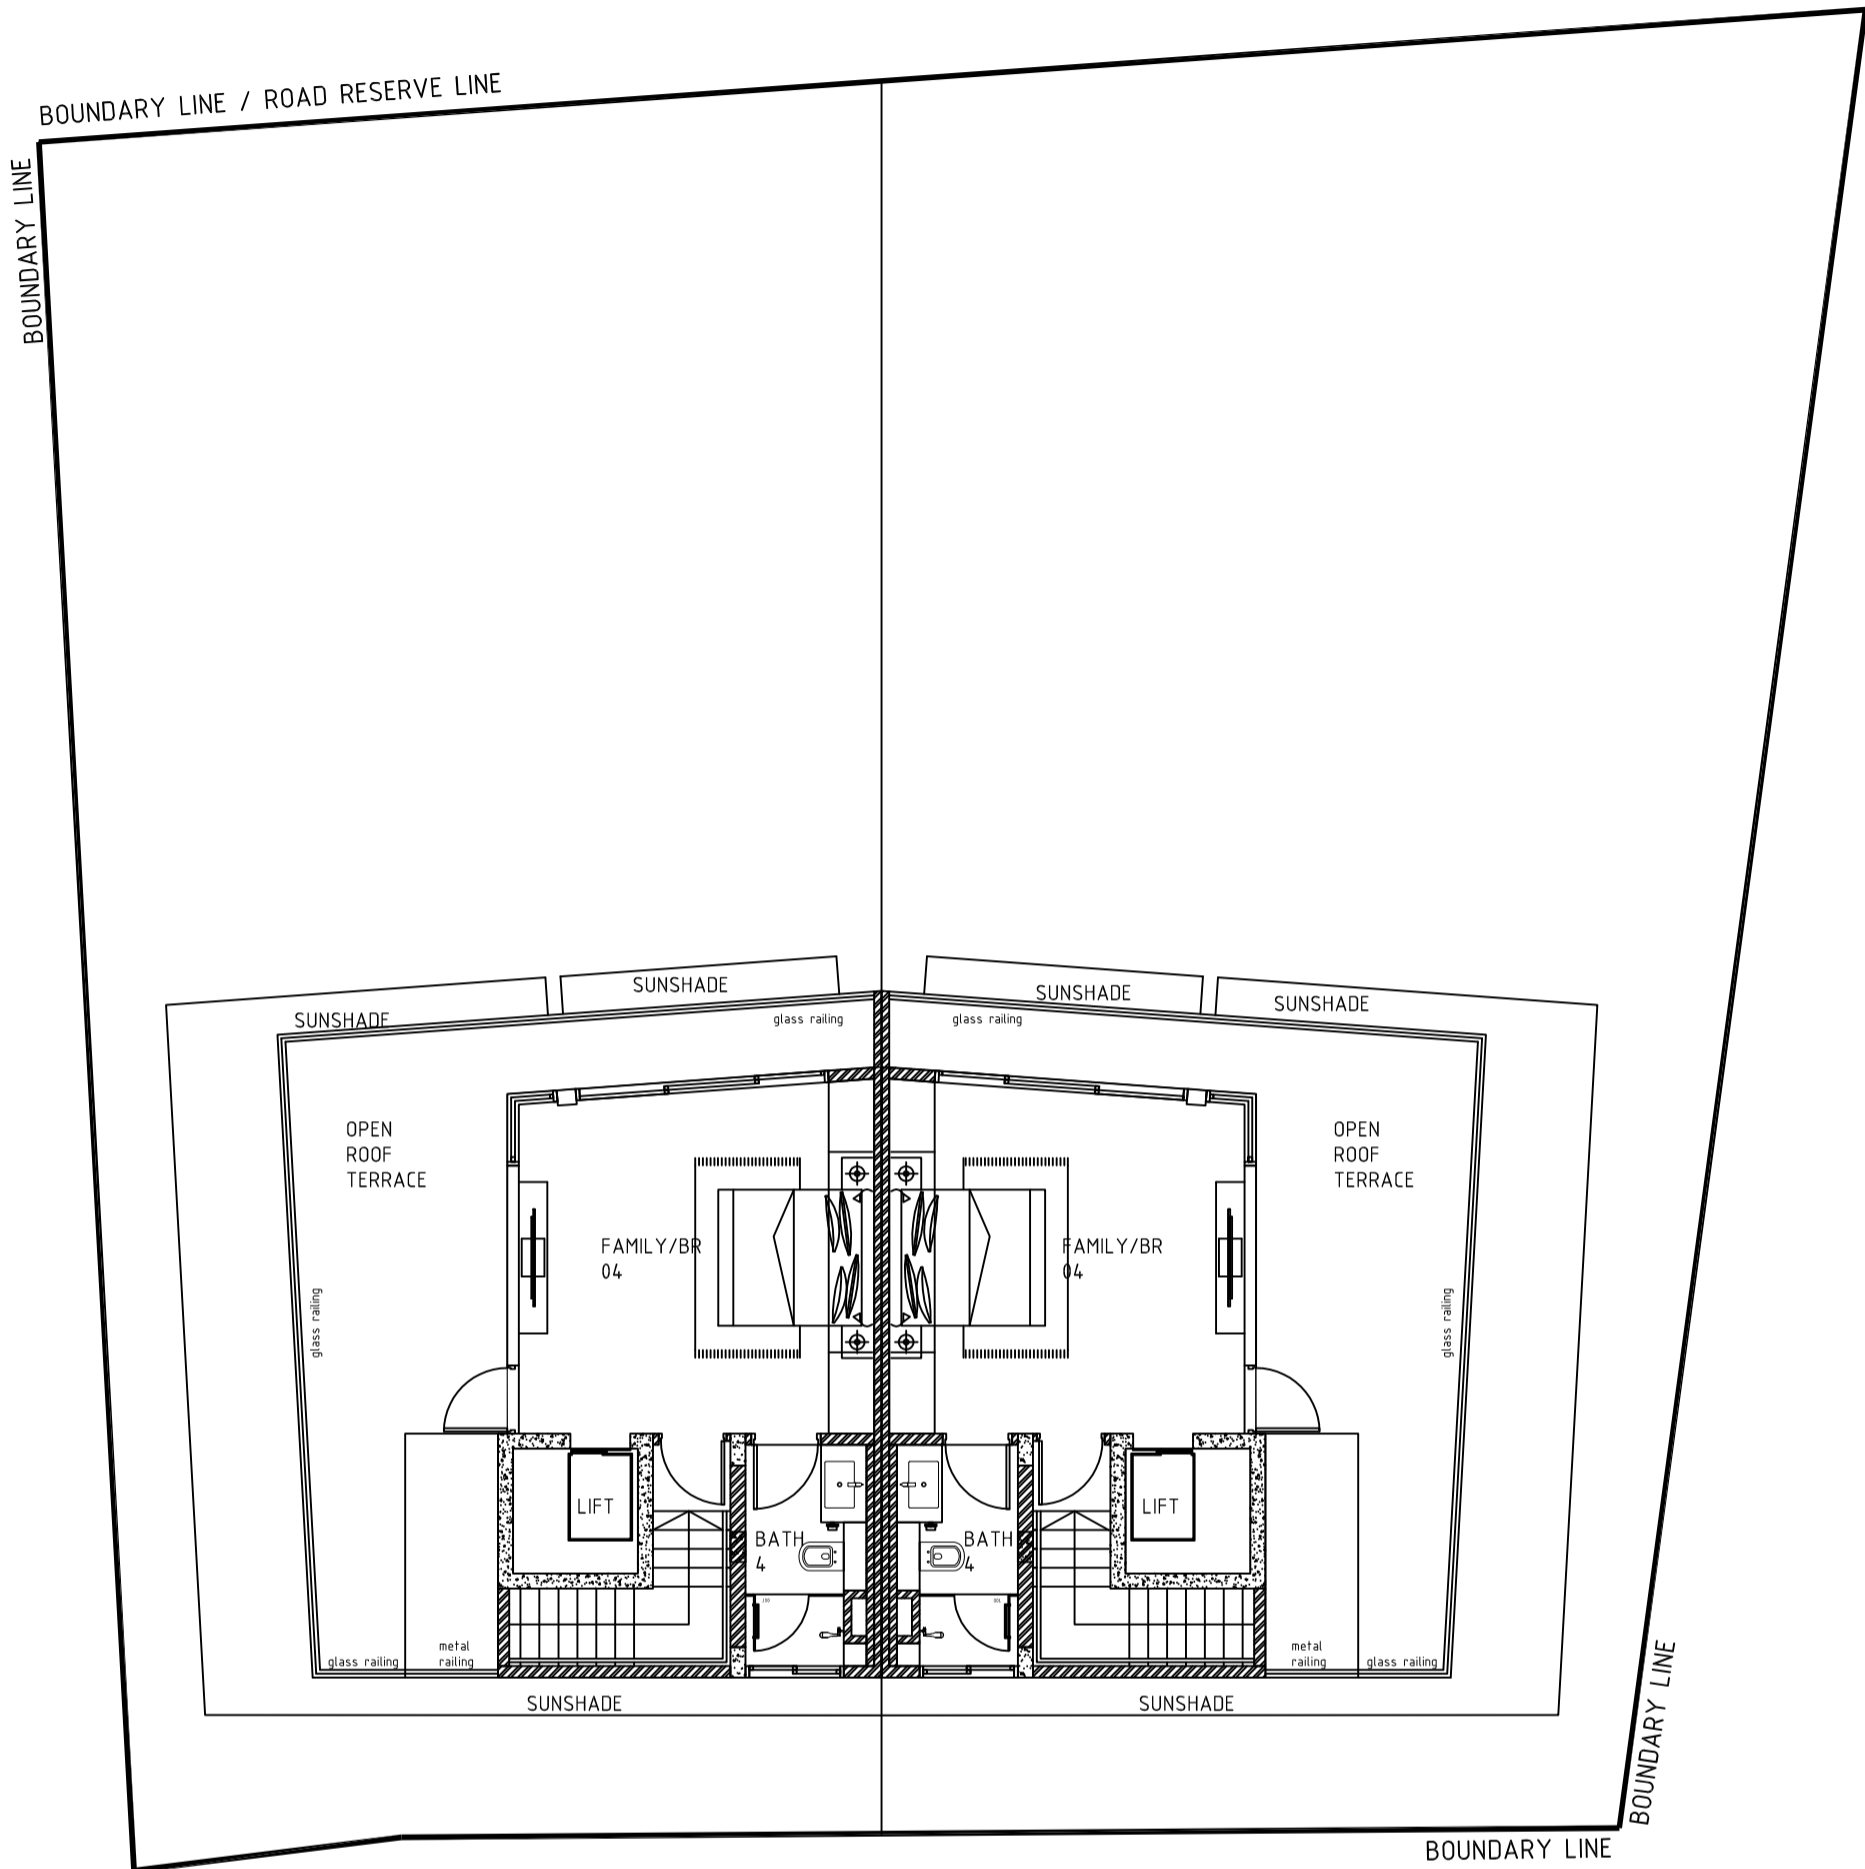 BOUNDARY LINE / ROAD RESERVE LINE
BOUNDARY LINE
SUNSHADE
SUNSHADE
SUNSHADE
SUNSHADE
glass railing
glass railing
OPEN
ROOF
TERRACE
OPEN
ROOF
TERRACE
FAMILY/BR
04
FAMILY/BR
04
glass railing
glass railing
LIFT
LIFT
BATH
4
BATH
4
metal
railing
glass railing
metal
railing
glass railing
SUNSHADE
SUNSHADE
BOUNDARY LINE
BOUNDARY LINE